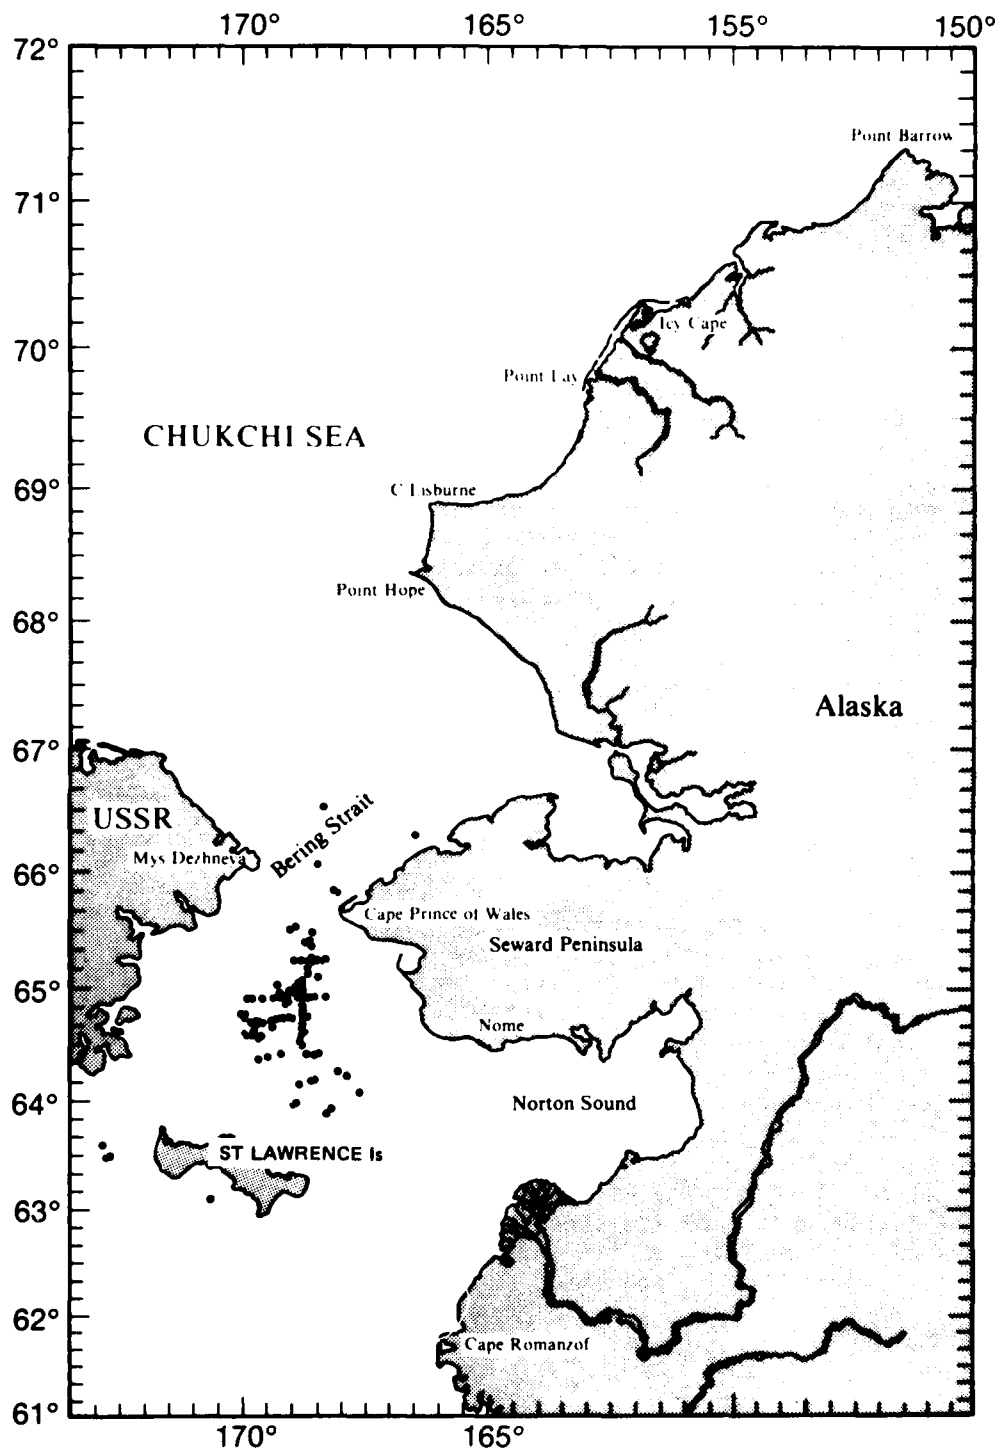 170° 165° 155° 150°
72°
Point Barrow
71°
70°
Icy Cape
Point Lay
CHUKCHI SEA
69°
C Lisburne
Point Hope
68°
Alaska
67°
USSR
Bering Strait
Mys Dezhneva
66°
Cape Prince of Wales
Seward Peninsula
65°
Nome
64°
Norton Sound
ST LAWRENCE Is
63°
62°
Cape Romanzof
61°
170° 165°